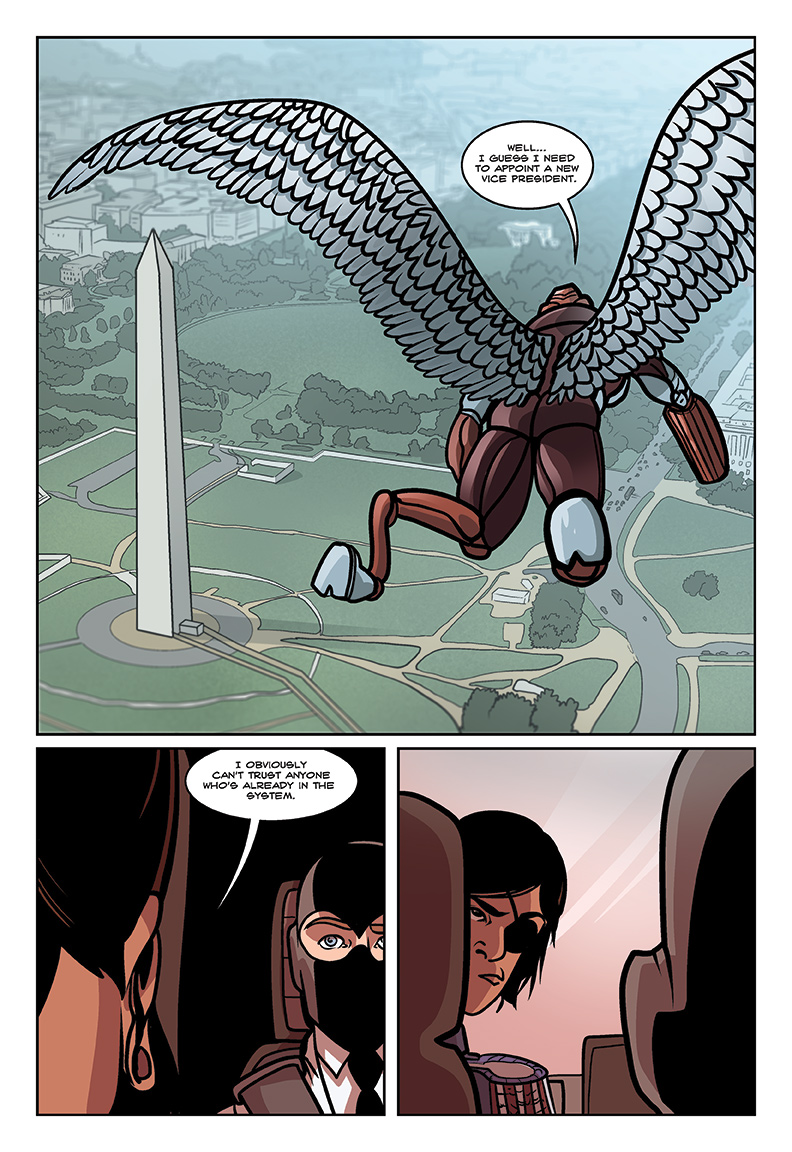 WELL...
I GUESS I NEED
TO APPOINT A NEW
VICE PRESIDENT.
I OBVIOUSLY
CAN'T TRUST ANYONE
WHO'S ALREADY IN THE
SYSTEM.